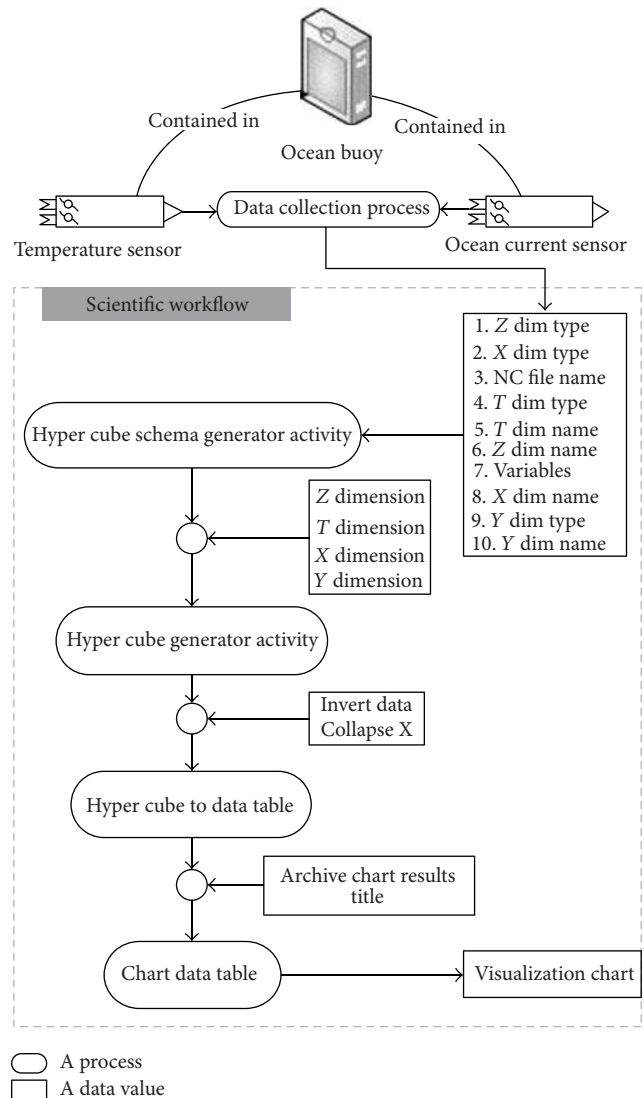 Contained in
Contained in
Ocean buoy
Data collection process
Temperature sensor
Ocean current sensor
Scientific workflow
1. Z dim type
2. X dim type
3. NC file name
4. T dim type
5. T dim name
6. Z dim name
7. Variables
8. X dim name
9. Y dim type
10. Y dim name
Hyper cube schema generator activity
Z dimension
T dimension
X dimension
Y dimension
Hyper cube generator activity
Invert data
Collapse X
Hyper cube to data table
Archive chart results
title
Chart data table
Visualization chart
A process
A data value